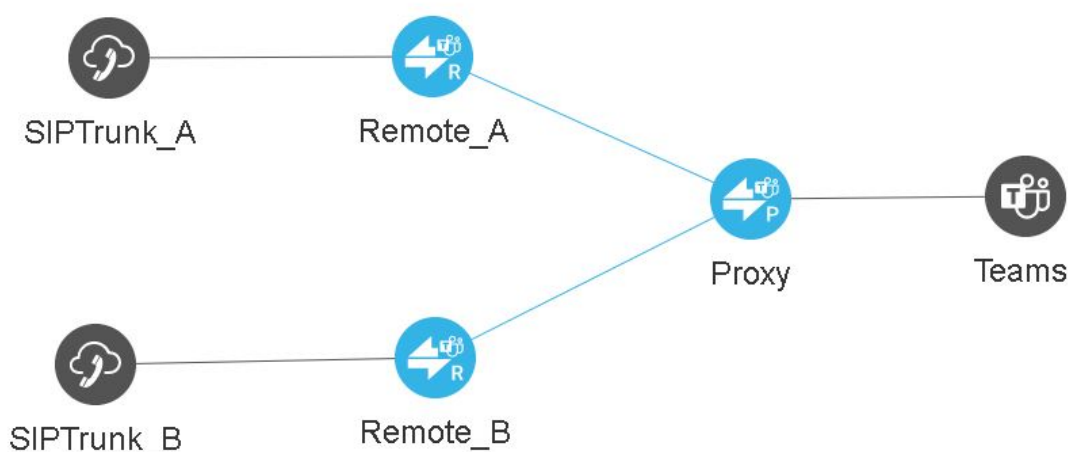 SIPTrunk_A
Remote_A
R
Proxy
P
Teams
T
SIPTrunk_B
Remote_B
R